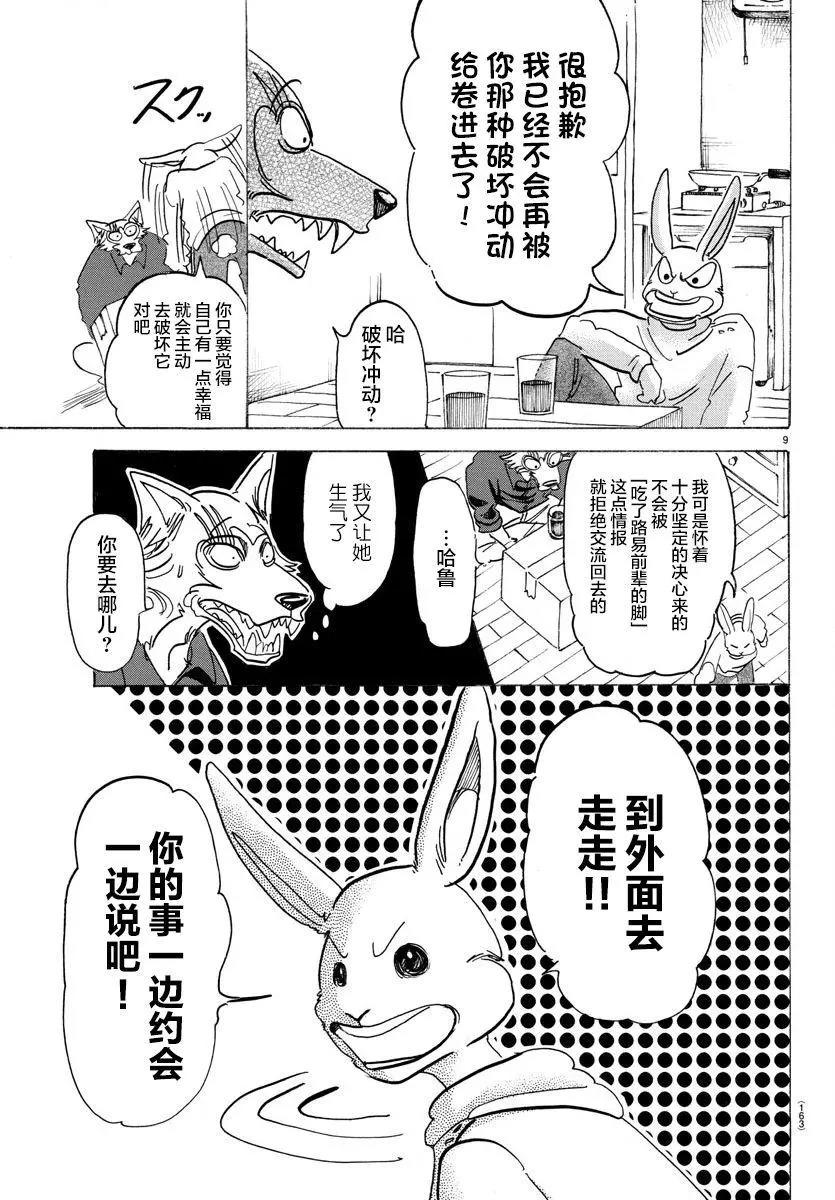 很抱歉
我已经不会再被
你那种破坏冲动
给卷进去了！
哈
破坏冲动？
スクッ
你只要觉得
自己有一点幸福
就会主动
去破坏它
对吧
9
我可是怀着
十分坚定的决心来的
不会被
「吃了路易前辈的脚」
这点情报
就拒绝交流回去的
…哈鲁
我又让她
生气了
你要去哪儿？
到外面去
走走!!
你的事一边约会
一边说吧！
(163)